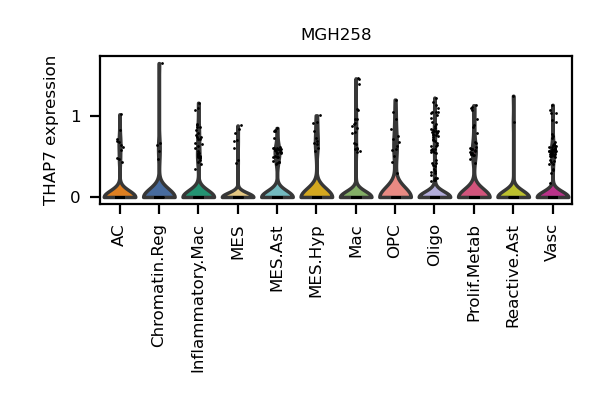 MGH258
THAP7 expression
1
0
AC
Chromatin.Reg
Inflammatory.Mac
MES
MES.Ast
MES.Hyp
Mac
OPC
Oligo
Prolif.Metab
Reactive.Ast
Vasc